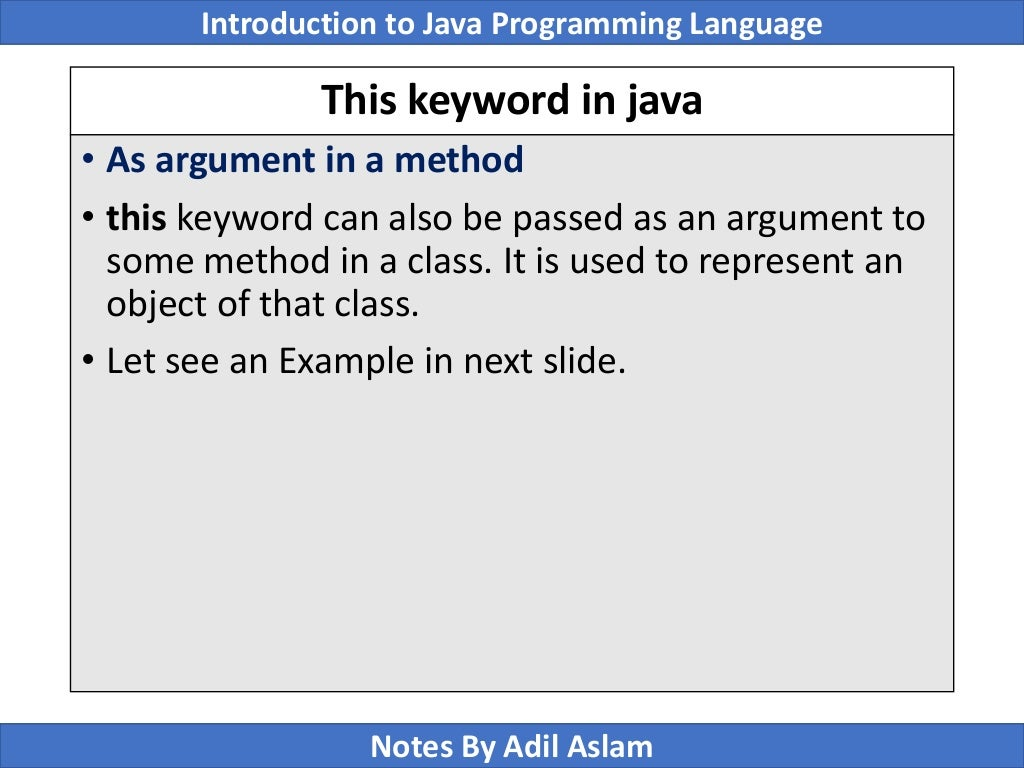 Introduction to Java Programming Language
This keyword in java
• As argument in a method
• this keyword can also be passed as an argument to
some method in a class. It is used to represent an
object of that class.
• Let see an Example in next slide.
Notes By Adil Aslam